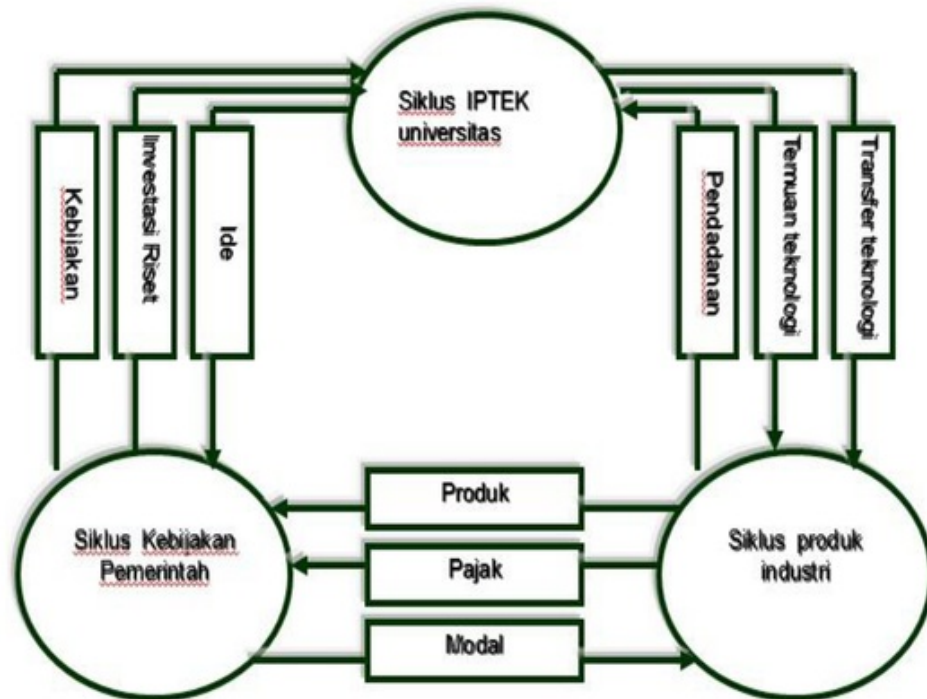 Siklus IPTEK
universitas
Kebijakan
Iinvestasi Riset
Ide
Pendadanan
Temuan teknologi
Transfer teknologi
Produk
Siklus Kebijakan
Pemerintah
Pajak
Siklus produk
industri
Modal